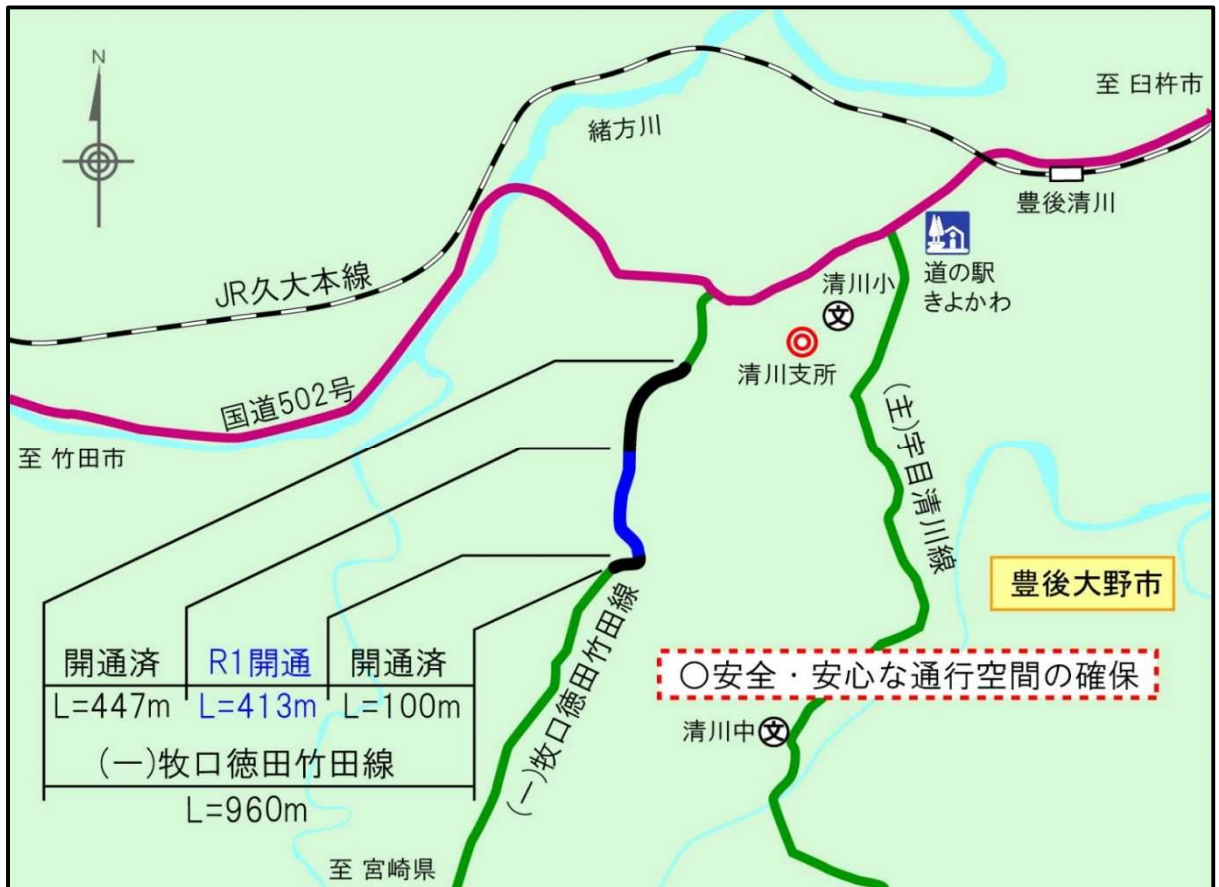 N
至 臼杵市
緒方川
豊後清川
道の駅
きよかわ
清川小
清川支所
JR久大本線
国道502号
至 竹田市
(主)宇目清川線
豊後大野市
○安全・安心な通行空間の確保
文
清川中
文
(一)牧口徳田竹田線
開通済
R1開通
開通済
L=447m
L=413m
L=100m
(一)牧口徳田竹田線
L=960m
至 宮崎県